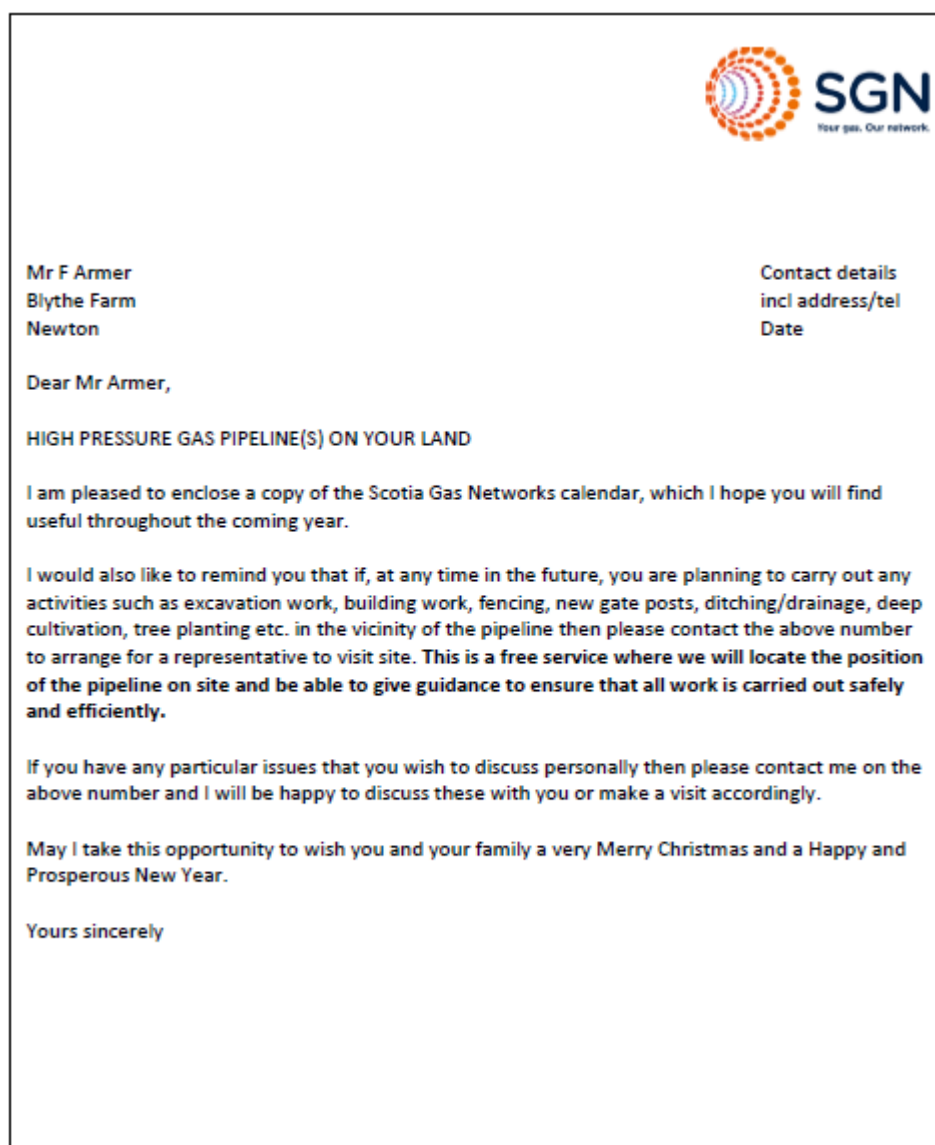 SGN
Your gas. Our network.
Mr F Armer
Blythe Farm
Newton
Contact details
incl address/tel
Date
Dear Mr Armer,
HIGH PRESSURE GAS PIPELINE(S) ON YOUR LAND
I am pleased to enclose a copy of the Scotia Gas Networks calendar, which I hope you will find
useful throughout the coming year.
I would also like to remind you that if, at any time in the future, you are planning to carry out any
activities such as excavation work, building work, fencing, new gate posts, ditching/drainage, deep
cultivation, tree planting etc. in the vicinity of the pipeline then please contact the above number
to arrange for a representative to visit site. This is a free service where we will locate the position
of the pipeline on site and be able to give guidance to ensure that all work is carried out safely
and efficiently.
If you have any particular issues that you wish to discuss personally then please contact me on the
above number and I will be happy to discuss these with you or make a visit accordingly.
May I take this opportunity to wish you and your family a very Merry Christmas and a Happy and
Prosperous New Year.
Yours sincerely